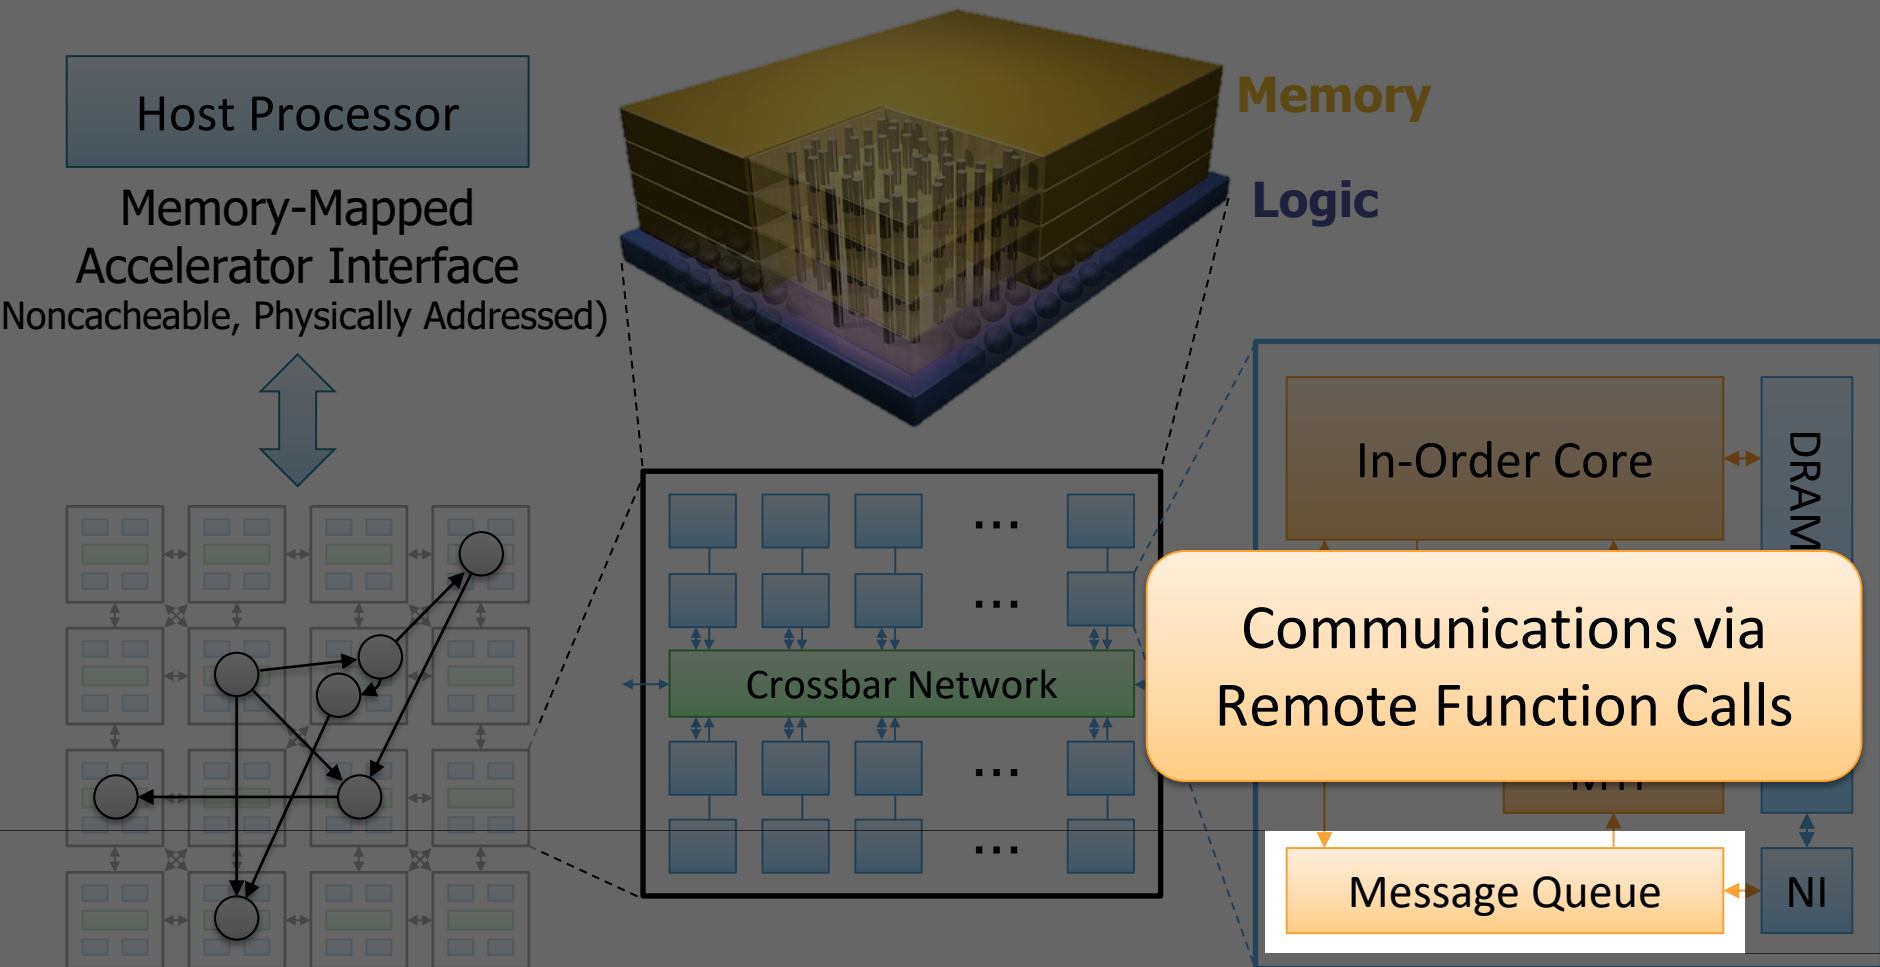 Host Processor
Memory-Mapped
Accelerator Interface
Noncacheable, Physically Addressed)
Memory
Logic
In-Order Core
DRAM
...
...
Crossbar Network
...
...
Communications via
Remote Function Calls
Message Queue
NI